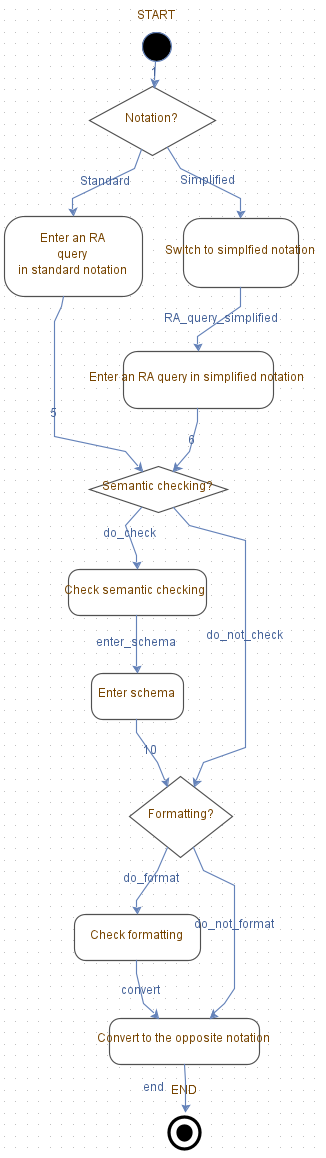 START
1
Notation?
Standard
Simplified
Enter an RA
query
in standard notation
Switch to simplfied notation
RA_query_simplified
Enter an RA query in simplified notation
5
6
Semantic checking?
do_check
Check semantic checking
do_not_check
enter_schema
Enter schema
10
Formatting?
do_format
do_not_format
Check formatting
convert
Convert to the opposite notation
end
END